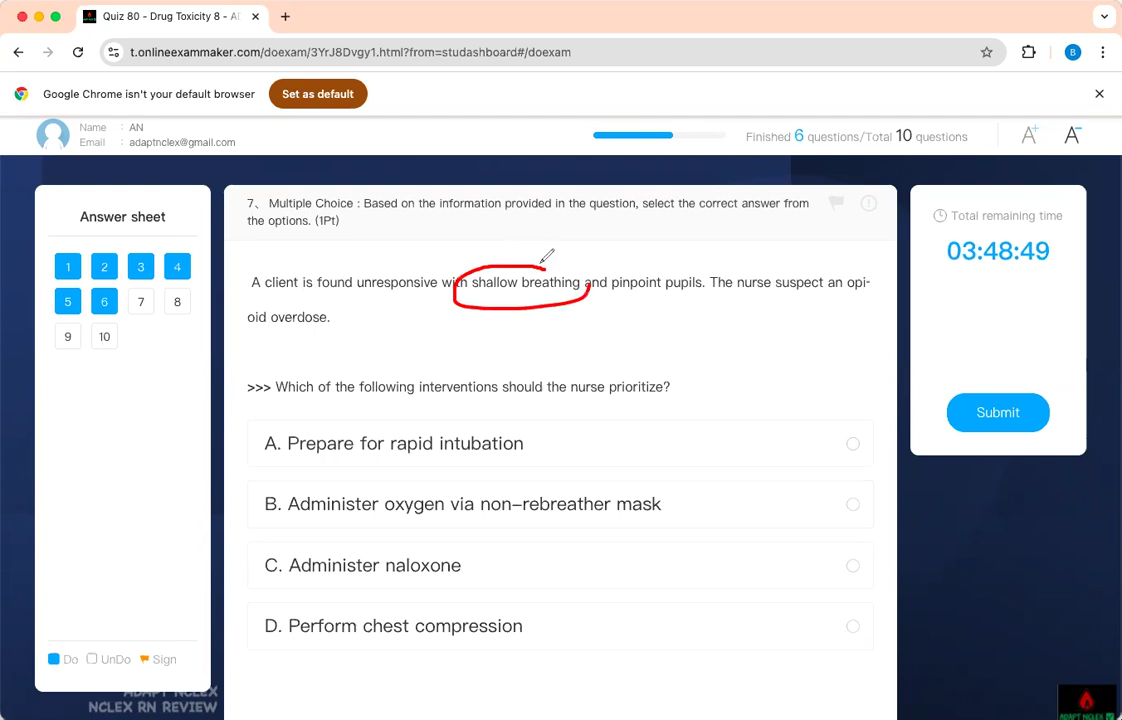 Quiz 80 - Drug Toxicity 8 - AD
t.onlineexammaker.com/doexam/3YrJ8Dvgy1.html?from=studashboard#/doexam
B
Google Chrome isn't your default browser
Set as default
Name : AN
Email : adaptnclex@gmail.com
Finished 6 questions/Total 10 questions
A+
A-
Answer sheet
1 2 3 4
5 6 7 8
9 10
Do UnDo Sign
7、 Multiple Choice : Based on the information provided in the question, select the correct answer from
the options. (1Pt)
A client is found unresponsive with shallow breathing and pinpoint pupils. The nurse suspect an opi-
oid overdose.
>>> Which of the following interventions should the nurse prioritize?
A. Prepare for rapid intubation
B. Administer oxygen via non-rebreather mask
C. Administer naloxone
D. Perform chest compression
Total remaining time
03:48:49
Submit
ADAPT NCLEX
NCLEX RN REVIEW
ADAPT NCLEX